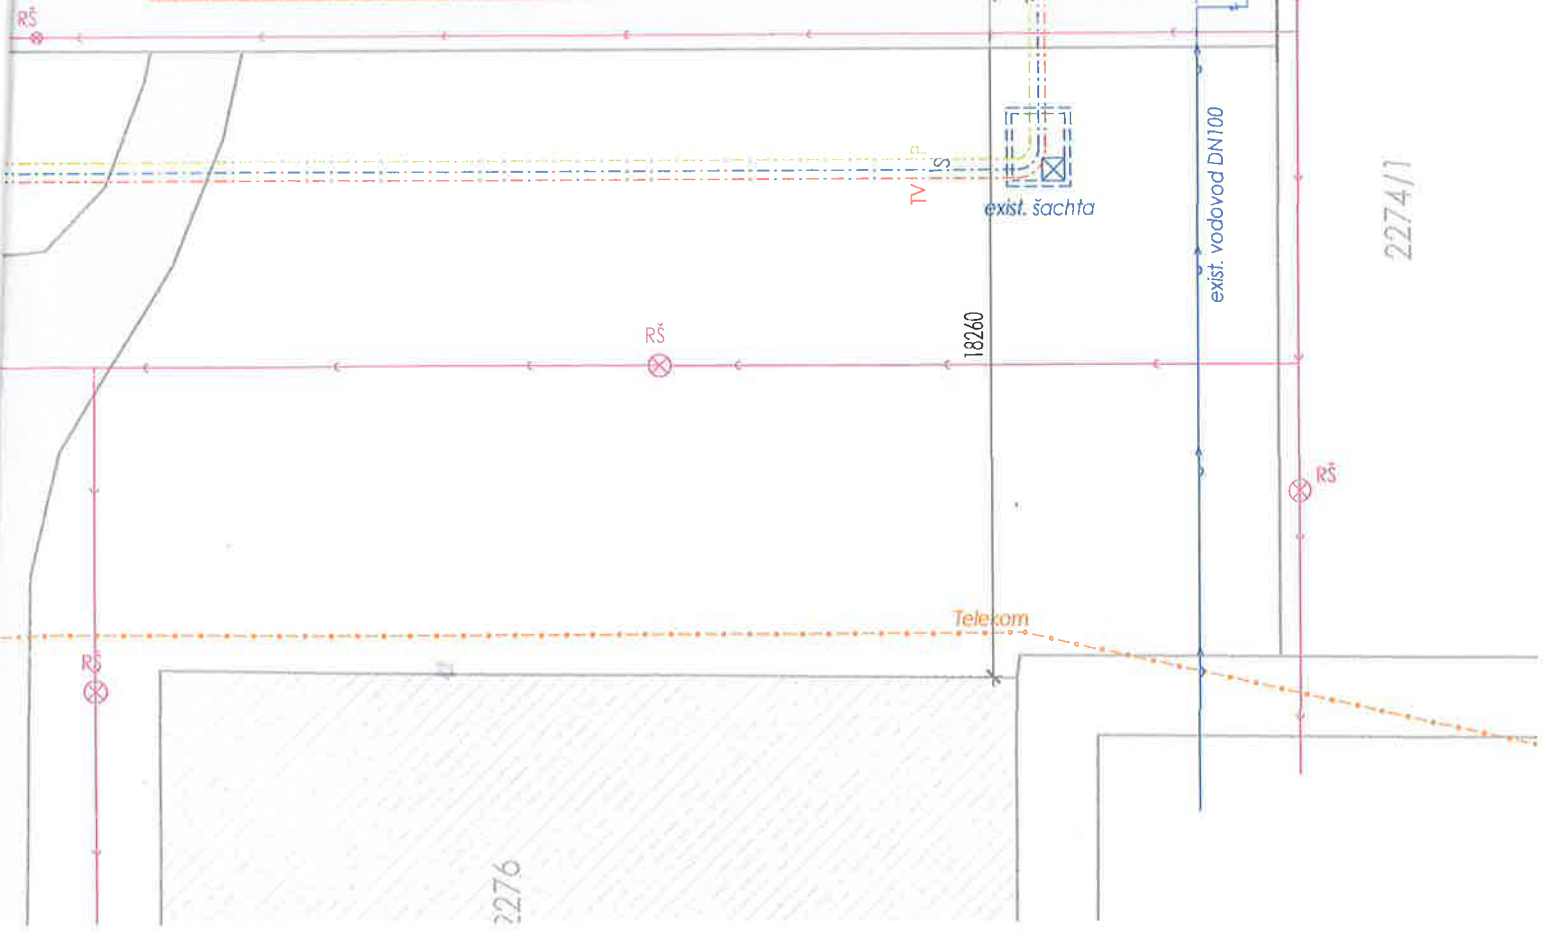 RŠ
P
TV
S
exist. šachta
exist. vodovod DN100
2274/1
18260
RŠ
RŠ
Telekom
RŠ
2276